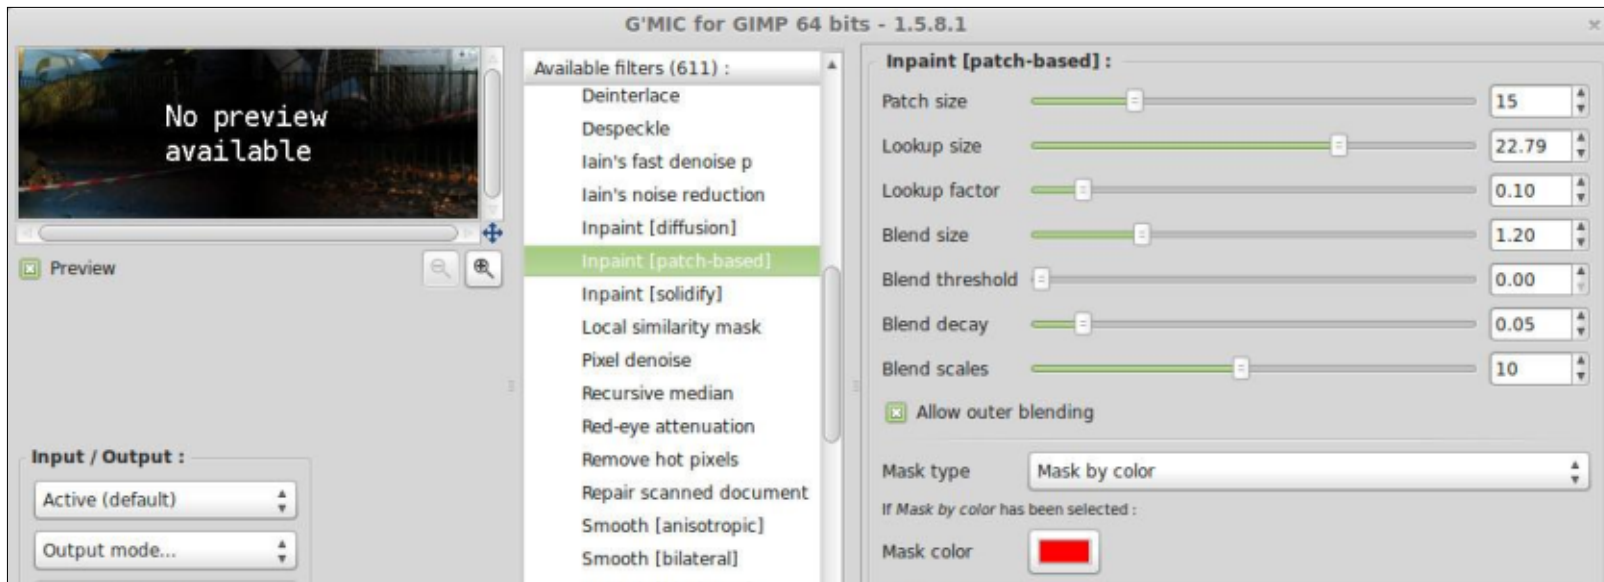 G'MIC for GIMP 64 bits - 1.5.8.1
No preview
available
Preview
Input / Output :
Active (default)
Output mode...
Available filters (611) :
Deinterlace
Despeckle
Iain's fast denoise p
Iain's noise reduction
Inpaint [diffusion]
Inpaint [patch-based]
Inpaint [solidify]
Local similarity mask
Pixel denoise
Recursive median
Red-eye attenuation
Remove hot pixels
Repair scanned document
Smooth [anisotropic]
Smooth [bilateral]
Inpaint [patch-based] :
Patch size 15
Lookup size 22.79
Lookup factor 0.10
Blend size 1.20
Blend threshold 0.00
Blend decay 0.05
Blend scales 10
Allow outer blending
Mask type Mask by color
If Mask by color has been selected :
Mask color